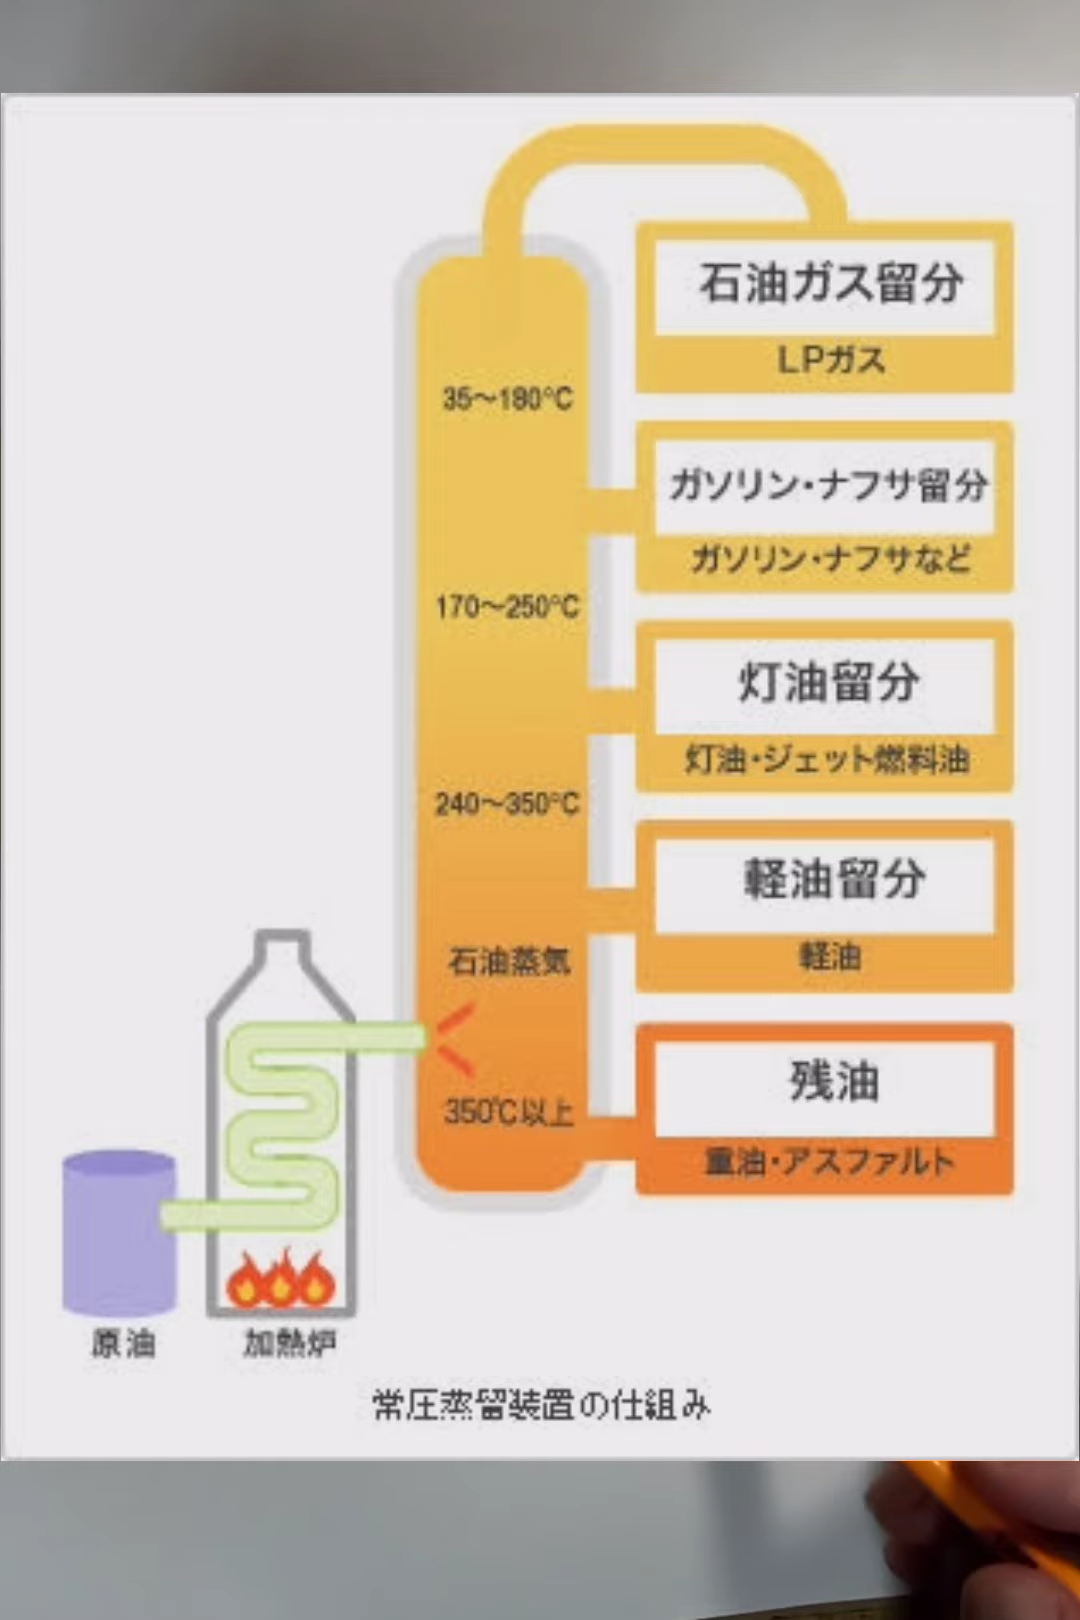 石油ガス留分
LPガス
35～180℃
ガソリン・ナフサ留分
ガソリン・ナフサなど
170～250℃
灯油留分
灯油・ジェット燃料油
240～350℃
軽油留分
軽油
石油蒸気
残油
350℃以上
重油・アスファルト
原油
加熱炉
常圧蒸留装置の仕組み